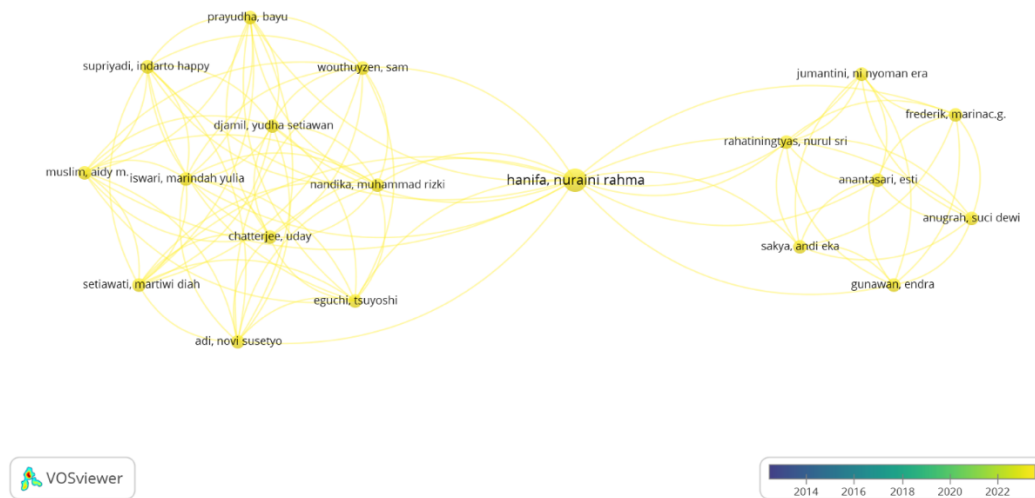 prayudha, bayu
supriyadi, indarto happy
wouthuyzen, sam
jumantini, ni nyoman era
frederik, marinac.g.
djamil, yudha setiawan
rahatiningtyas, nurul sri
muslim, aidy m.
iswari, marindah yulia
nandika, muhammad rizki
hanifa, nuraini rahma
anantasari, esti
anugrah, suci dewi
chatterjee, uday
sakya, andi eka
setiawati, martiwi diah
eguchi, tsuyoshi
gunawan, endra
adi, novi susetyo
VOSviewer
2014 2016 2018 2020 2022